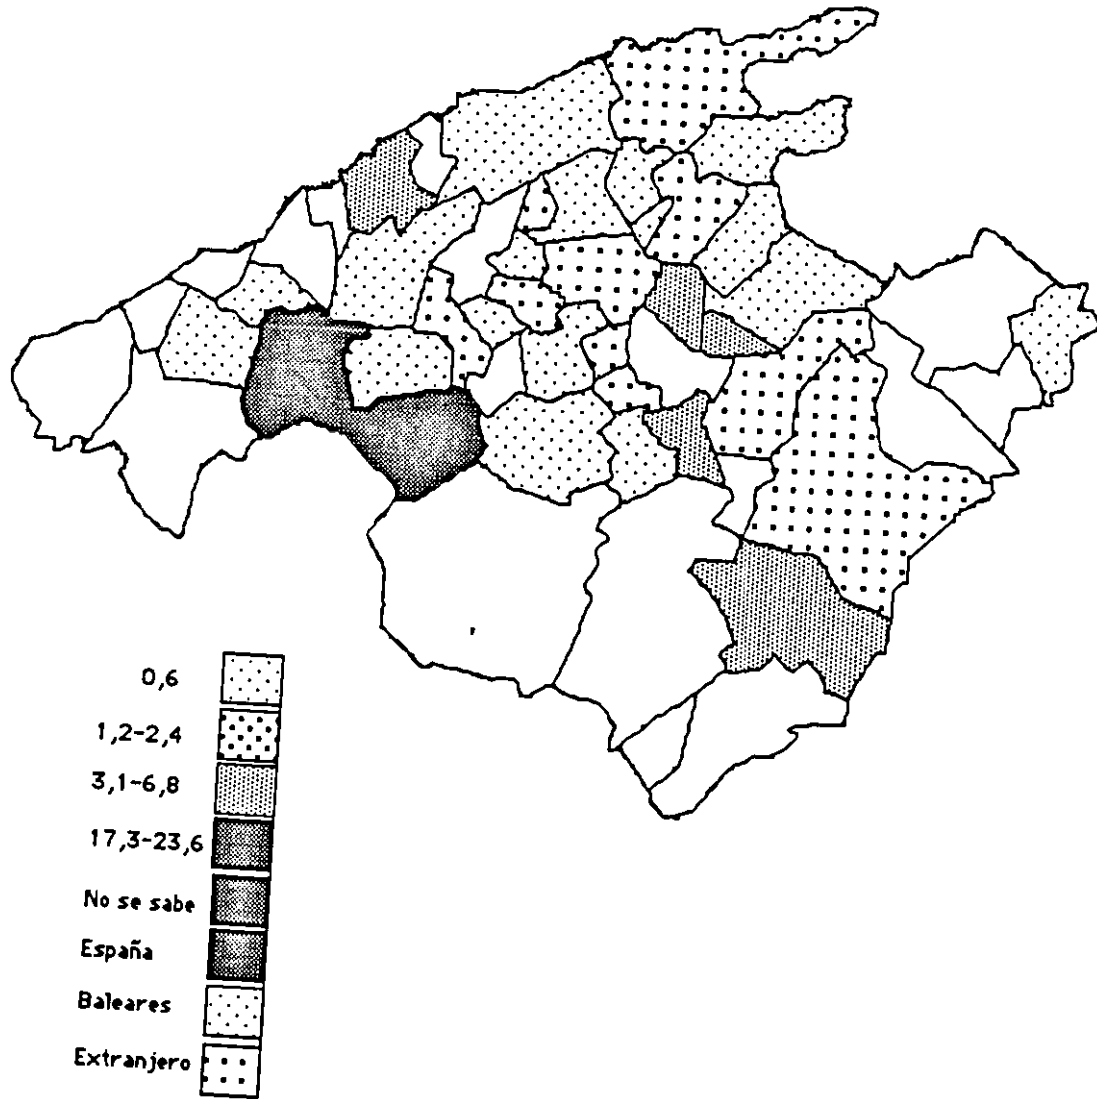 0,6
1,2-2,4
3,1-6,8
17,3-23,6
No se sabe
España
Baleares
Extranjero